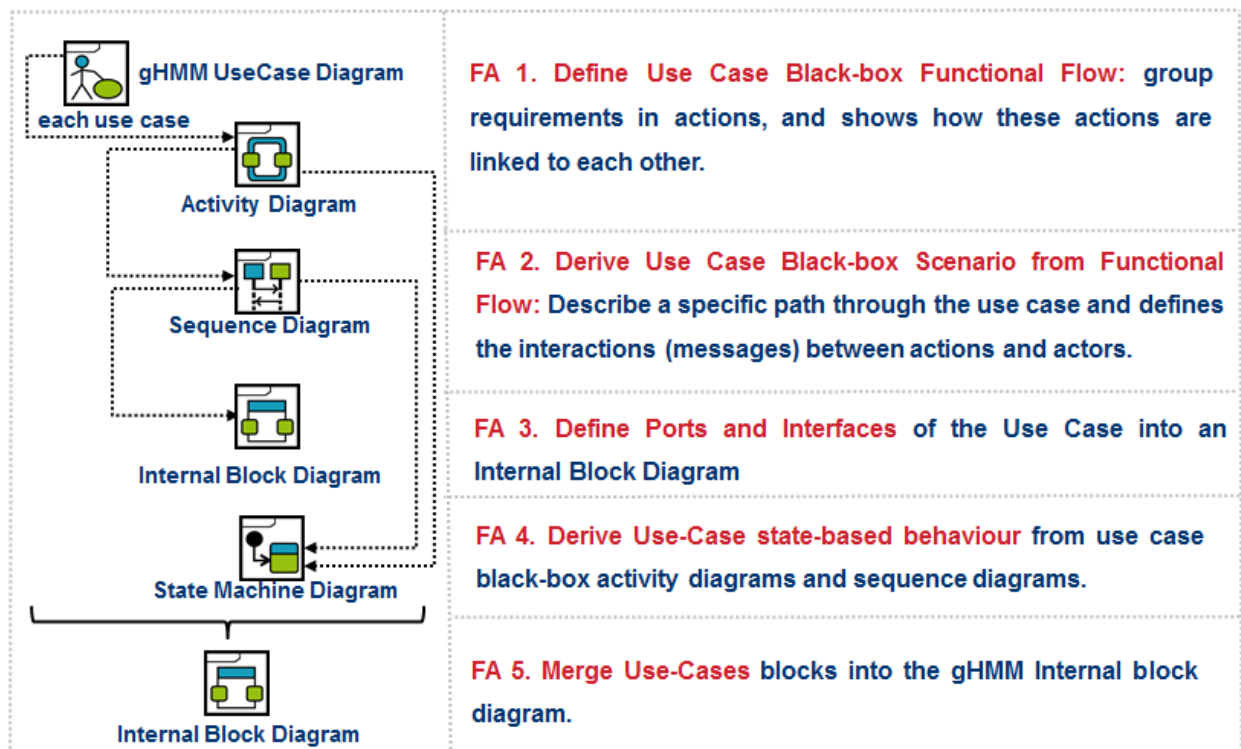 gHMM UseCase Diagram
each use case
Activity Diagram
FA 1. Define Use Case Black-box Functional Flow: group
requirements in actions, and shows how these actions are
linked to each other.
Sequence Diagram
FA 2. Derive Use Case Black-box Scenario from Functional
Flow: Describe a specific path through the use case and defines
the interactions (messages) between actions and actors.
Internal Block Diagram
FA 3. Define Ports and Interfaces of the Use Case into an
Internal Block Diagram
State Machine Diagram
FA 4. Derive Use-Case state-based behaviour from use case
black-box activity diagrams and sequence diagrams.
Internal Block Diagram
FA 5. Merge Use-Cases blocks into the gHMM Internal block
diagram.